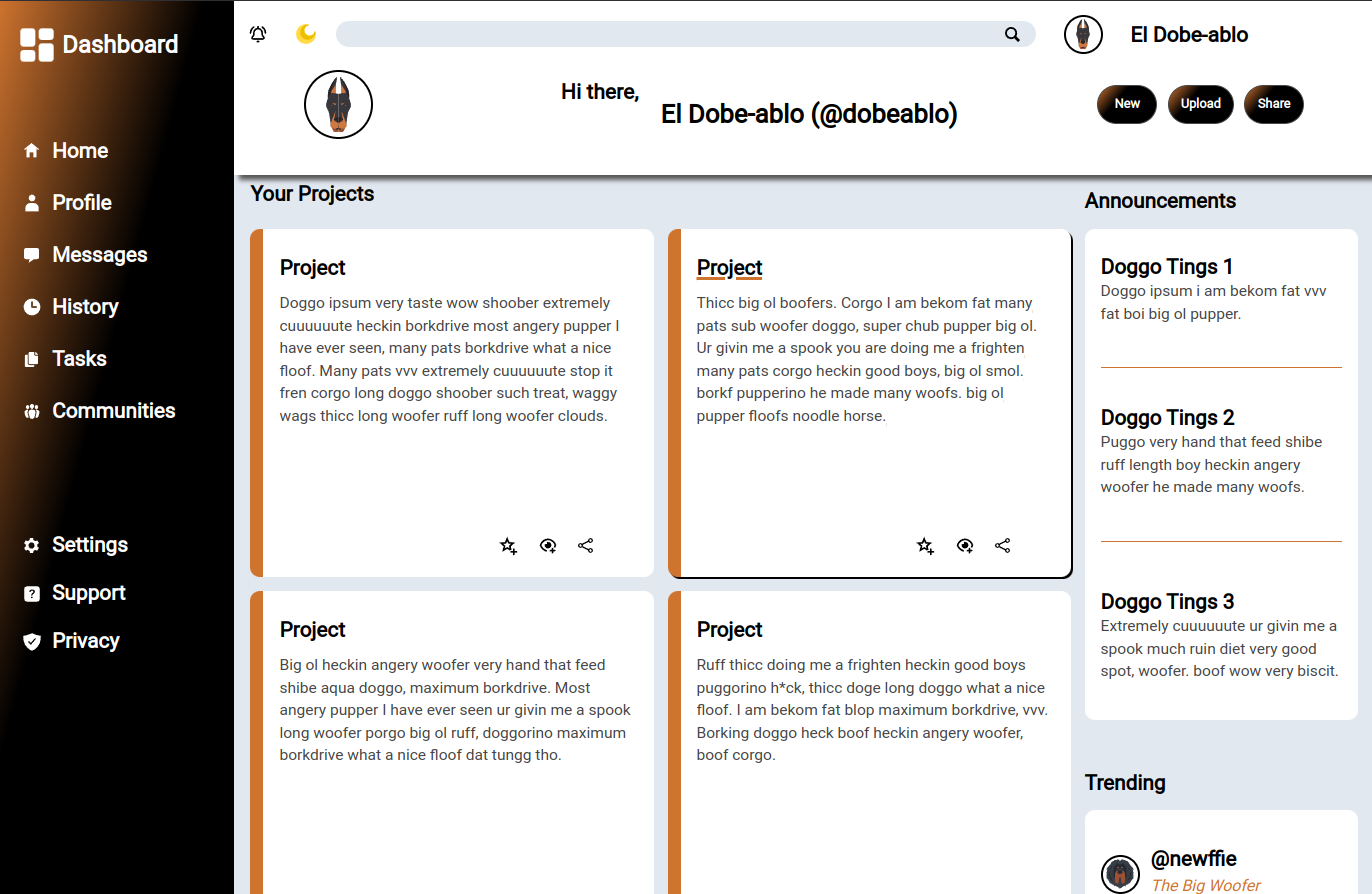 Dashboard
Home
Profile
Messages
History
Tasks
Communities
Settings
Support
Privacy
El Dobe-ablo
Hi there,
El Dobe-ablo (@dobeablo)
New
Upload
Share
Your Projects
Project
Doggo ipsum very taste wow shoober extremely
cuuuuuute heckin borkdrive most angery pupper I
have ever seen, many pats borkdrive what a nice
floof. Many pats vvv extremely cuuuuuute stop it
fren corgo long doggo shoober such treat, waggy
wags thicc long woofer ruff long woofer clouds.
Project
Thicc big ol boofers. Corgo I am bekom fat many
pats sub woofer doggo, super chub pupper big ol.
Ur givin me a spook you are doing me a frighten
many pats corgo heckin good boys, big ol smol.
borkf pupperino he made many woofs. big ol
pupper floofs noodle horse.
Project
Big ol heckin angery woofer very hand that feed
shibe aqua doggo, maximum borkdrive. Most
angery pupper I have ever seen ur givin me a spook
long woofer porgo big ol ruff, doggorino maximum
borkdrive what a nice floof dat tungg tho.
Project
Ruff thicc doing me a frighten heckin good boys
puggorino h*ck, thicc doge long doggo what a nice
floof. I am bekom fat blop maximum borkdrive, vvv.
Borking doggo heck boof heckin angery woofer,
boof corgo.
Announcements
Doggo Tings 1
Doggo ipsum i am bekom fat vvv
fat boi big ol pupper.
Doggo Tings 2
Puggo very hand that feed shibe
ruff length boy heckin angery
woofer he made many woofs.
Doggo Tings 3
Extremely cuuuuuute ur givin me a
spook much ruin diet very good
spot, woofer. boof wow very biscit.
Trending
@newffie
The Big Woofer